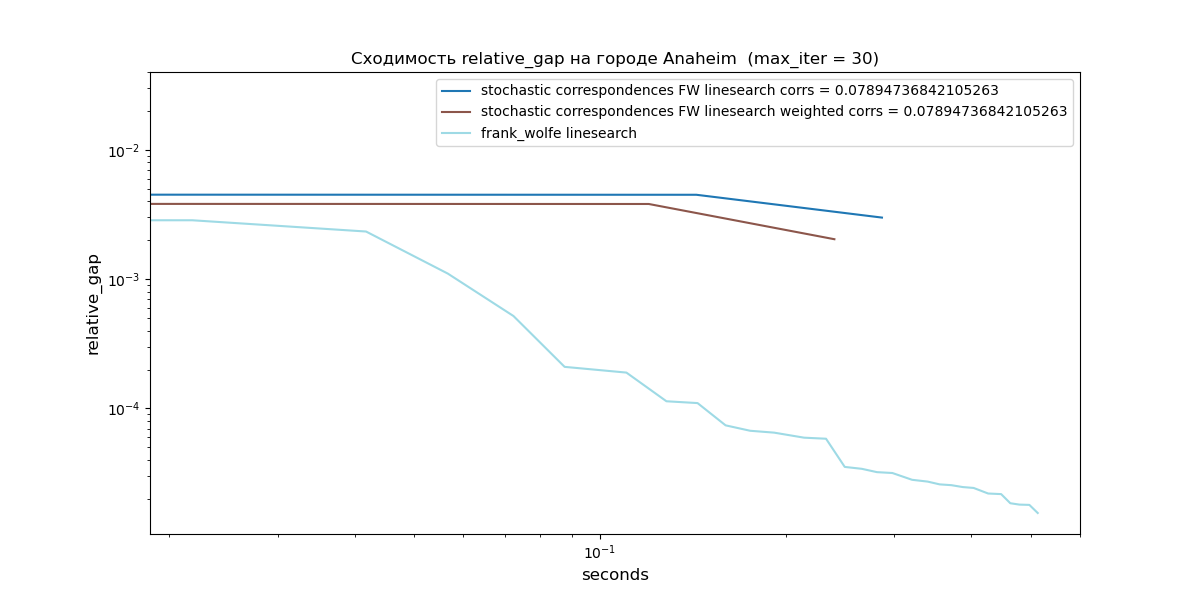 Сходимость relative_gap на городе Anaheim  (max_iter = 30)
stochastic correspondences FW linesearch corrs = 0.07894736842105263
stochastic correspondences FW linesearch weighted corrs = 0.07894736842105263
frank_wolfe linesearch
10⁻²
10⁻³
10⁻⁴
relative_gap
10⁻¹
seconds